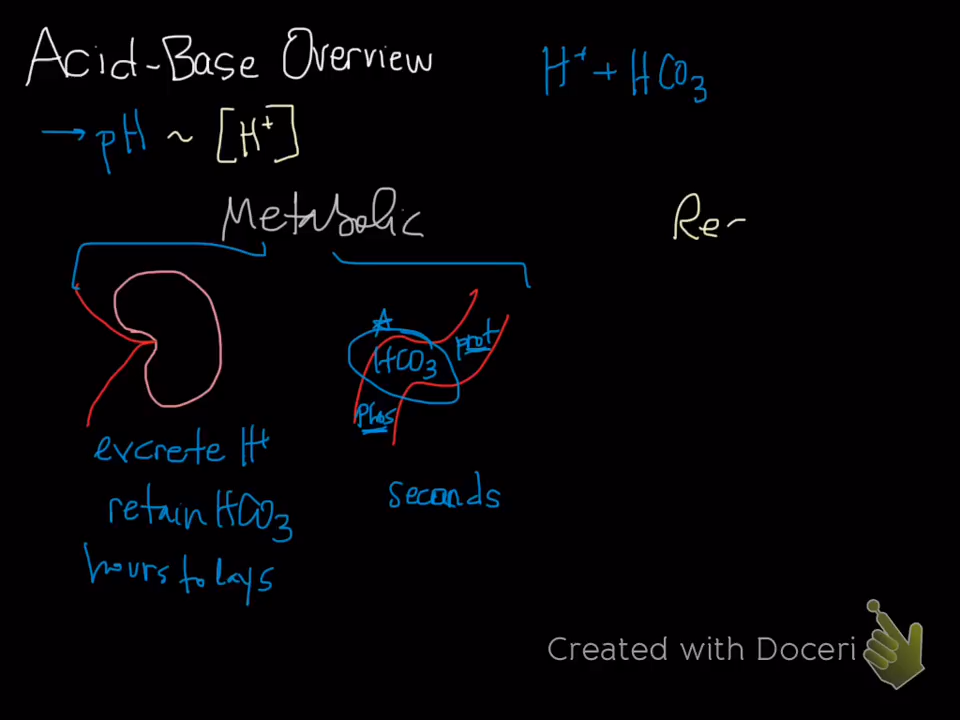 Acid-Base Overview
H⁺ + HCO₃
→ pH ~ [H⁺]
Metabolic
Re
HCO₃
prot
phos
excrete H⁺
retain HCO₃
hours to days
seconds
Created with Doceri